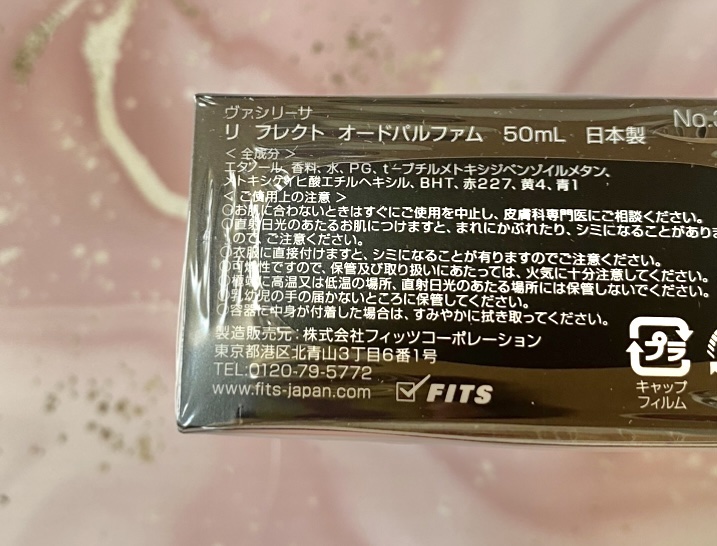 ヴァシリーサ
リ フレクト オードパルファム 50mL 日本製 No.
<全成分>
エタノール、香料、水、PG、t-ブチルメトキシジベンゾイルメタン、
メトキシケイヒ酸エチルヘキシル、BHT、赤227、黄4、青1
<ご使用上の注意>
○お肌に合わないときはすぐにご使用を中止し、皮膚科専門医にご相談ください。
○直射日光のあたるお肌につけますと、まれにかぶれたり、シミになることがありま
ので、ご注意ください。
○衣服に直接付けますと、シミになることが有りますのでご注意ください。
○可燃性ですので、保管及び取り扱いにあたっては、火気に十分注意してください。
○極端に高温又は低温の場所、直射日光のあたる場所には保管しないでください。
○乳幼児の手の届かないところに保管してください。
○容器に中身が付着した場合は、すみやかに拭き取ってください。
製造販売元:株式会社フィッツコーポレーション
東京都港区北青山3丁目6番1号
TEL:0120-79-5772
www.fits-japan.com FITS
プラ
キャップ
フィルム